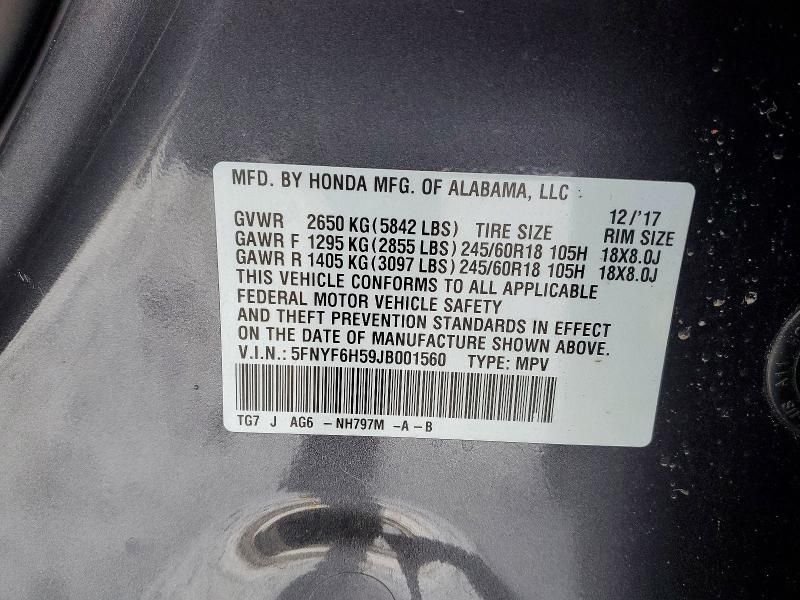 MFD. BY HONDA MFG. OF ALABAMA, LLC 12/'17
GVWR 2650 KG(5842 LBS) TIRE SIZE RIM SIZE
GAWR F 1295 KG(2855 LBS) 245/60R18 105H 18X8.0J
GAWR R 1405 KG(3097 LBS) 245/60R18 105H 18X8.0J
THIS VEHICLE CONFORMS TO ALL APPLICABLE
FEDERAL MOTOR VEHICLE SAFETY
AND THEFT PREVENTION STANDARDS IN EFFECT
ON THE DATE OF MANUFACTURE SHOWN ABOVE.
V.I.N.: 5FNYF6H59JB001560 TYPE: MPV
TG7 J AG6 -NH797M -A-B